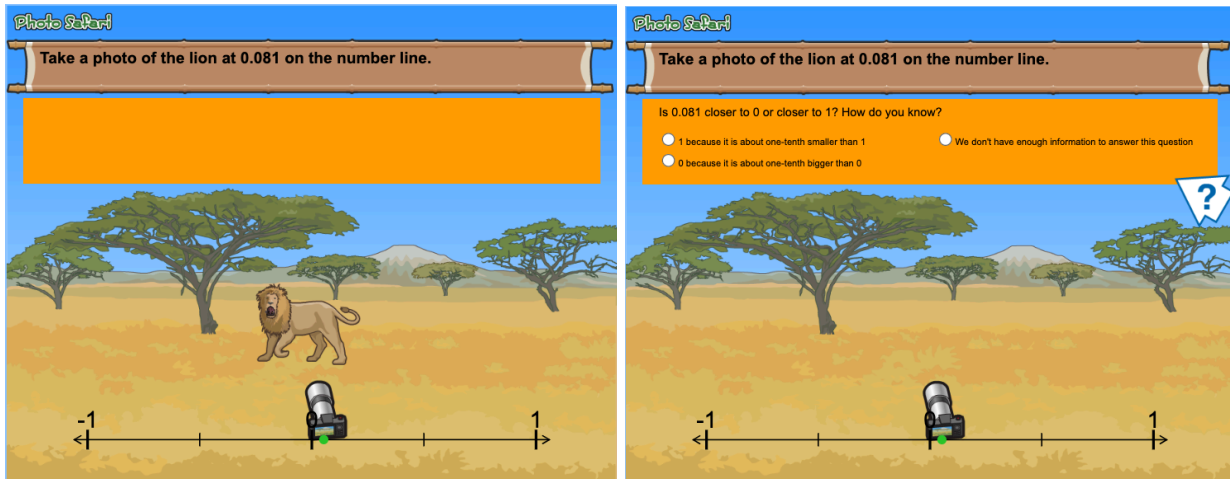 Photo Safari
Take a photo of the lion at 0.081 on the number line.
-1
0
1
Photo Safari
Take a photo of the lion at 0.081 on the number line.
Is 0.081 closer to 0 or closer to 1? How do you know?
1 because it is about one-tenth smaller than 1
We don't have enough information to answer this question
0 because it is about one-tenth bigger than 0
?
-1
0
1